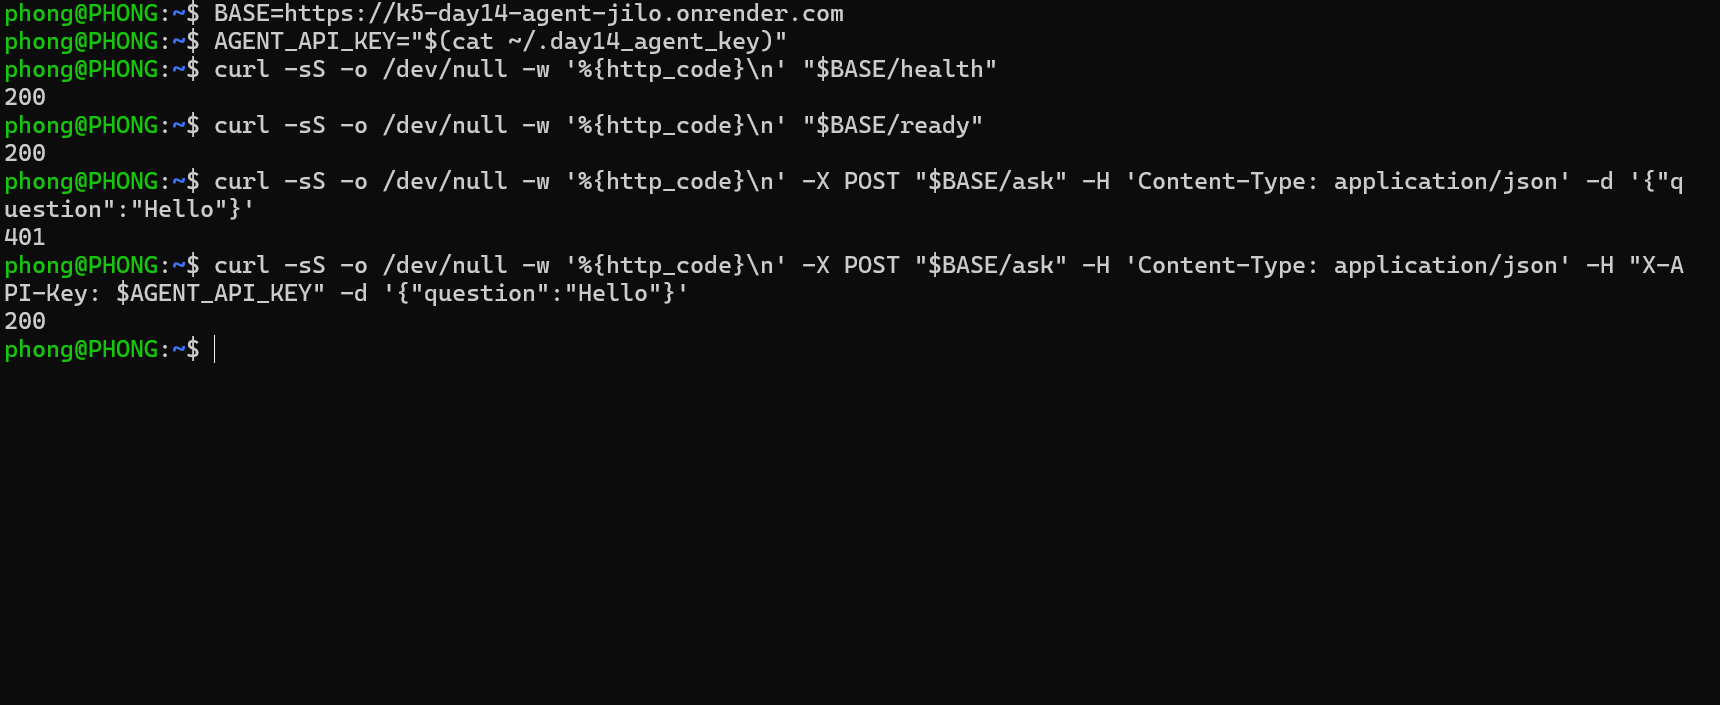 phong@PHONG:~$ BASE=https://k5-day14-agent-jilo.onrender.com
phong@PHONG:~$ AGENT_API_KEY="$(cat ~/.day14_agent_key)"
phong@PHONG:~$ curl -sS -o /dev/null -w '%{http_code}\n' "$BASE/health"
200
phong@PHONG:~$ curl -sS -o /dev/null -w '%{http_code}\n' "$BASE/ready"
200
phong@PHONG:~$ curl -sS -o /dev/null -w '%{http_code}\n' -X POST "$BASE/ask" -H 'Content-Type: application/json' -d '{"q
uestion":"Hello"}'
401
phong@PHONG:~$ curl -sS -o /dev/null -w '%{http_code}\n' -X POST "$BASE/ask" -H 'Content-Type: application/json' -H "X-A
PI-Key: $AGENT_API_KEY" -d '{"question":"Hello"}'
200
phong@PHONG:~$